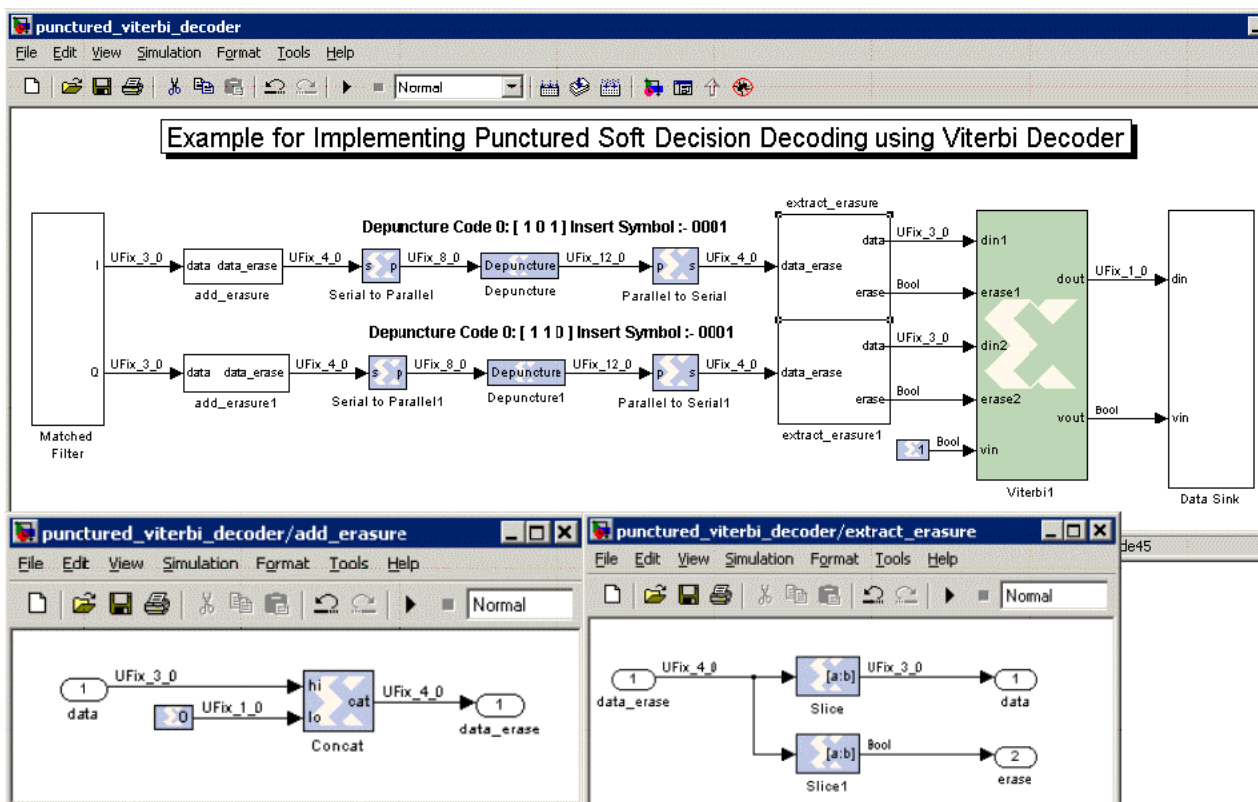 punctured_viterbi_decoder
File Edit View Simulation Format Tools Help
Normal
Example for Implementing Punctured Soft Decision Decoding using Viterbi Decoder
Depuncture Code 0: [ 1 0 1 ] Insert Symbol :- 0001
I
UFix_3_0
data data_erase
add_erasure
UFix_4_0
s p
Serial to Parallel
UFix_8_0
Depuncture
Depuncture
UFix_12_0
p s
Parallel to Serial
UFix_4_0
extract_erasure
data_erase
data
erase
UFix_3_0
Bool
Depuncture Code 0: [ 1 1 0 ] Insert Symbol :- 0001
Q
UFix_3_0
data data_erase
add_erasure1
UFix_4_0
s p
Serial to Parallel1
UFix_8_0
Depuncture
Depuncture1
UFix_12_0
p s
Parallel to Serial1
UFix_4_0
data_erase
data
erase
extract_erasure1
UFix_3_0
Bool
1
Bool
din1
erase1
din2
erase2
vin
dout
vout
Viterbi1
UFix_1_0
Bool
din
vin
Data Sink
Matched
Filter
de45
punctured_viterbi_decoder/add_erasure
File Edit View Simulation Format Tools Help
Normal
1
data
UFix_3_0
0
UFix_1_0
hi
lo
cat
Concat
UFix_4_0
1
data_erase
punctured_viterbi_decoder/extract_erasure
File Edit View Simulation Format Tools Help
Normal
1
data_erase
UFix_4_0
[a:b]
Slice
UFix_3_0
1
data
[a:b]
Slice1
Bool
2
erase